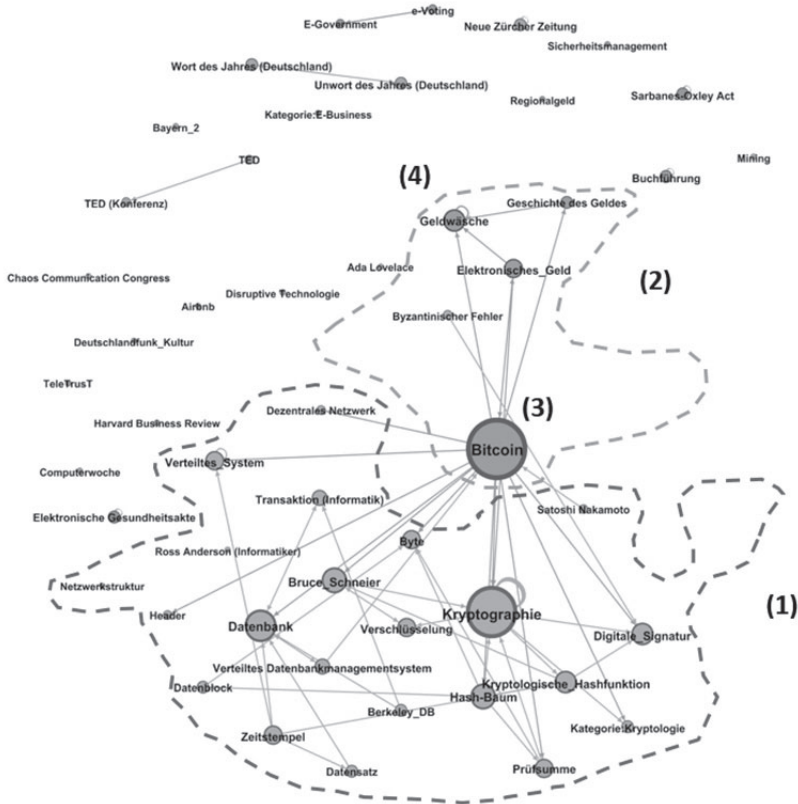 e-Voting
E-Government
Neue Zürcher Zeitung
Sicherheitsmanagement
Wort des Jahres (Deutschland)
Unwort des Jahres (Deutschland)
Sarbanes-Oxley Act
Regionalgeld
Kategorie:E-Business
Bayern_2
TED
Mining
(4)
Buchführung
TED (Konferenz)
Geschichte des Geldes
Geldwäsche
Ada Lovelace
Elektronisches_Geld
Chaos Communication Congress
(2)
Disruptive Technologie
Airbnb
Byzantinischer Fehler
Deutschlandfunk_Kultur
TeleTrusT
(3)
Dezentrales Netzwerk
Harvard Business Review
Bitcoin
Verteiltes_System
Computerwoche
Transaktion (Informatik)
Satoshi Nakamoto
Elektronische Gesundheitsakte
Byte
Ross Anderson (Informatiker)
Bruce_Schneier
Netzwerkstruktur
(1)
Header
Kryptographie
Datenbank
Verschlüsselung
Digitale_Signatur
Verteiltes Datenbankmanagementsystem
Kryptologische_Hashfunktion
Datenblock
Hash-Baum
Berkeley_DB
Kategorie:Kryptologie
Zeitstempel
Datensatz
Prüfsumme